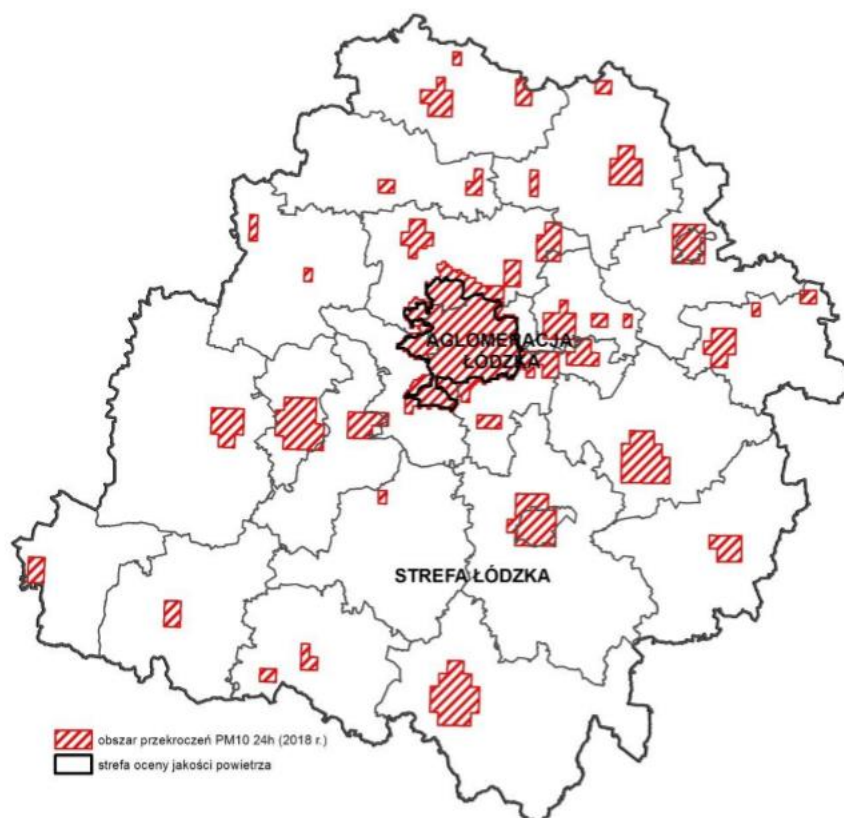 AGLOMERACJA
ŁÓDZKA
STREFA ŁÓDZKA
obszar przekroczeń PM10 24h (2018 r.)
strefa oceny jakości powietrza